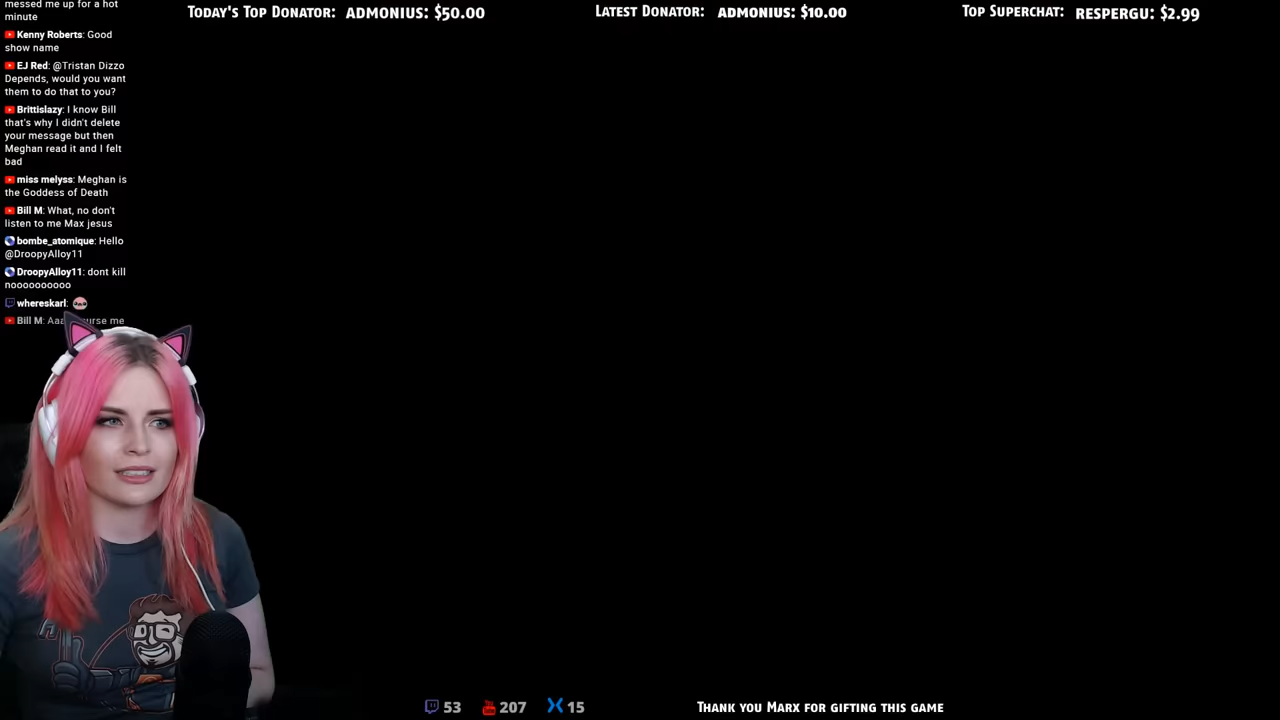 Today's Top Donator: Admonius: $50.00
Latest Donator: Admonius: $10.00
Top Superchat: Respergu: $2.99
messed me up for a hot
minute
Kenny Roberts: Good
show name
EJ Red: @Tristan Dizzo
Depends, would you want
them to do that to you?
Brittislazy: I know Bill
that's why I didn't delete
your message but then
Meghan read it and I felt
bad
miss melyss: Meghan is
the Goddess of Death
Bill M: What, no don't
listen to me Max jesus
bombe_atomique: Hello
@DroopyAlloy11
DroopyAlloy11: dont kill
noooooooooo
whereskarl:
Bill M: me
53
207
15
Thank you Marx for gifting this game